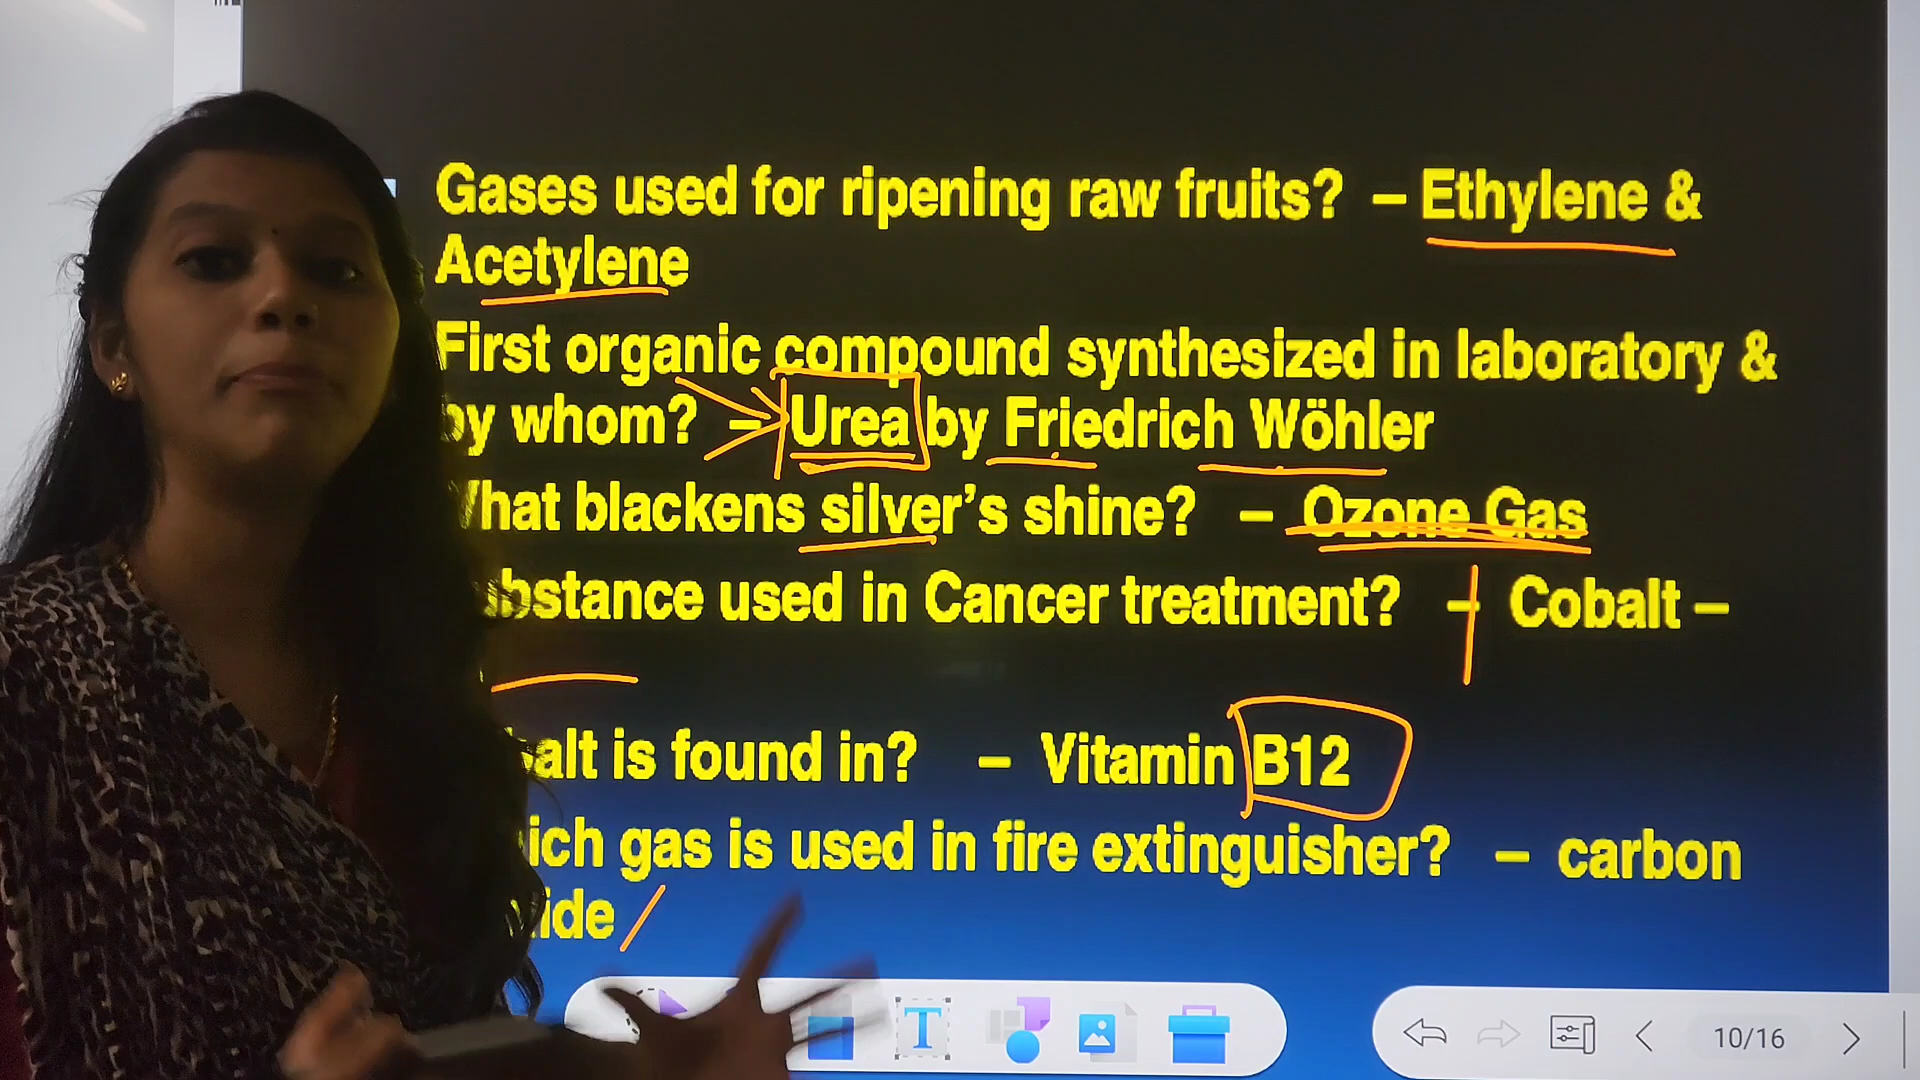 Gases used for ripening raw fruits? – Ethylene &
Acetylene
First organic compound synthesized in laboratory &
by whom? – Urea by Friedrich Wöhler
What blackens silver's shine? – Ozone Gas
substance used in Cancer treatment? – Cobalt –
alt is found in? – Vitamin B12
ich gas is used in fire extinguisher? – carbon
ide
T
10/16